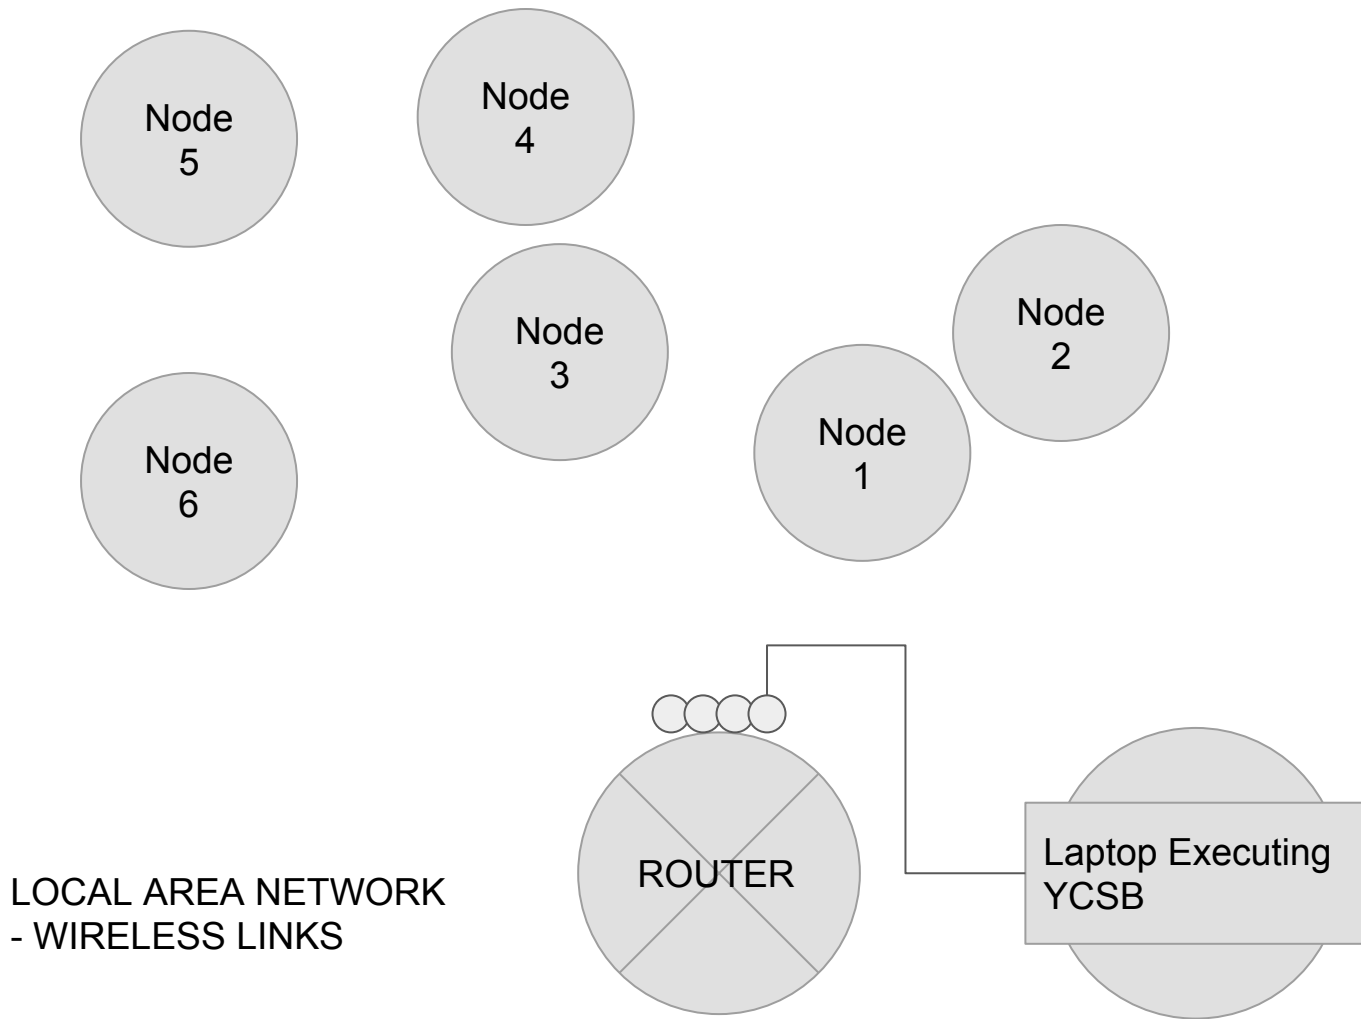 Node
5
Node
4
Node
3
Node
2
Node
1
Node
6
ROUTER
Laptop Executing
YCSB
LOCAL AREA NETWORK
- WIRELESS LINKS